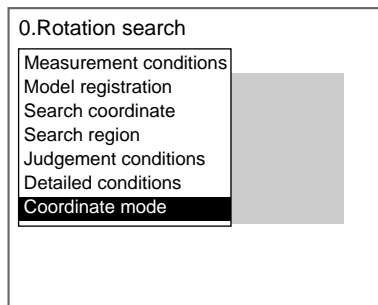 0.Rotation search
Measurement conditions
Model registration
Search coordinate
Search region
Judgement conditions
Detailed conditions
Coordinate mode